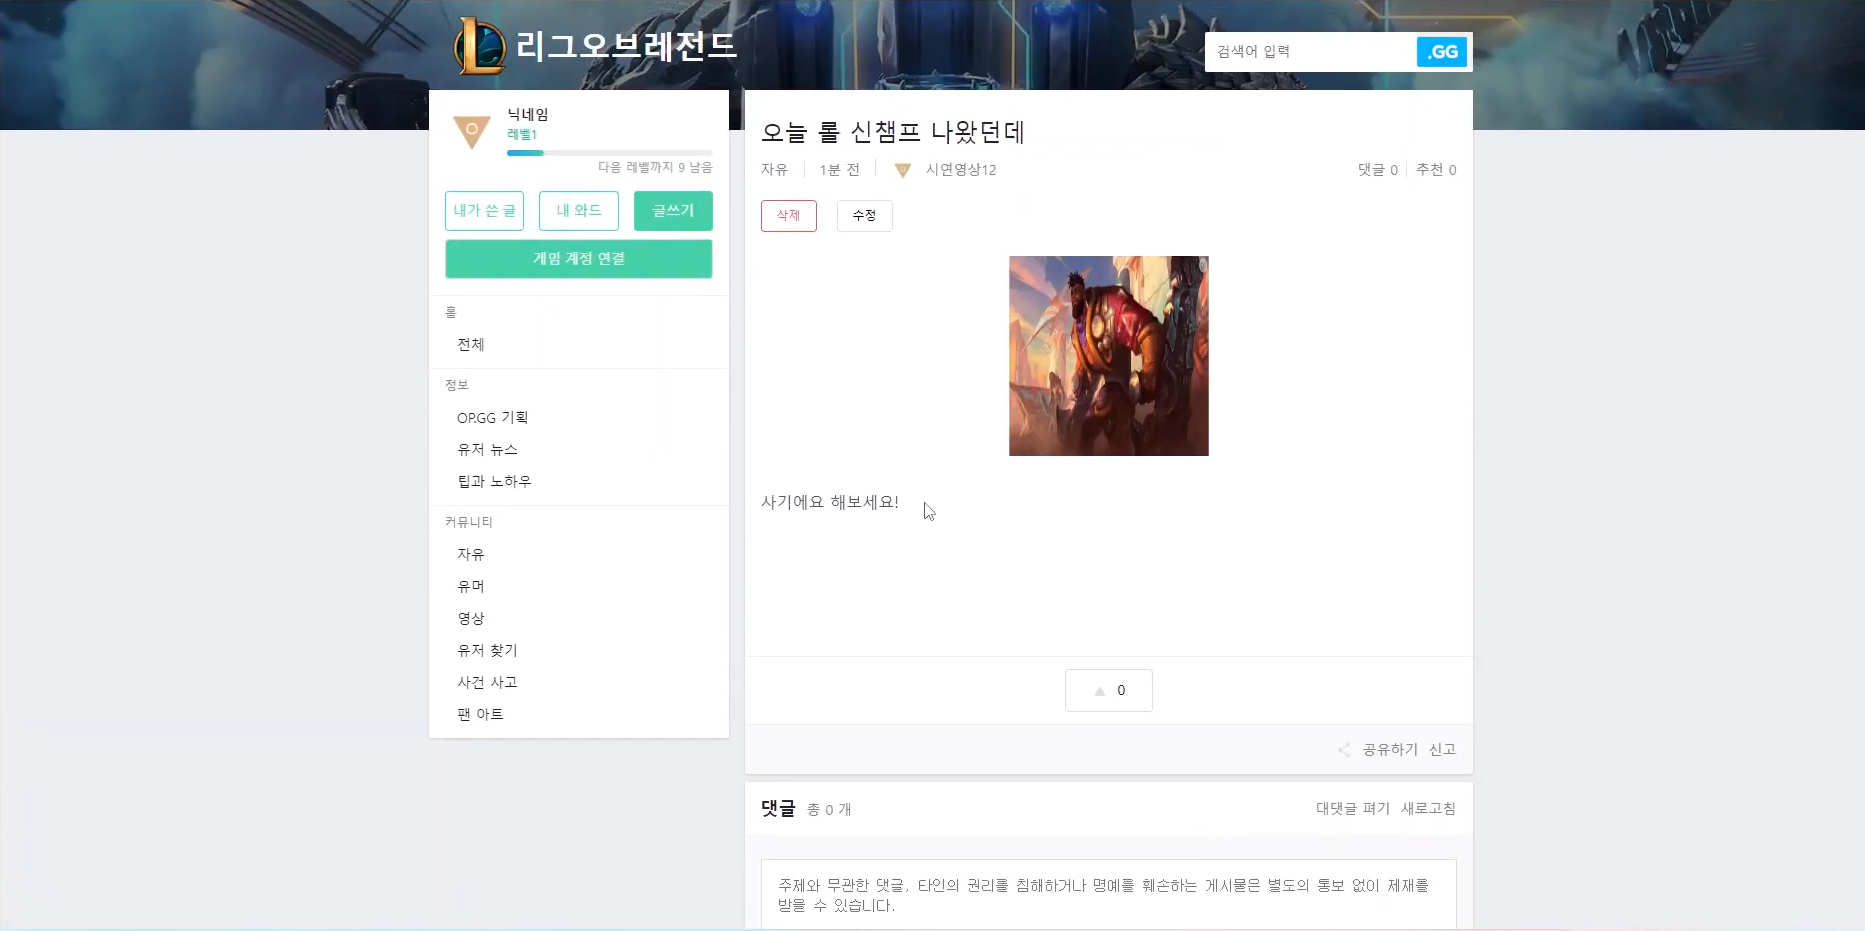 리그오브레전드
검색어 입력
.GG
닉네임
레벨1
다음 레벨까지 9 남음
내가 쓴 글
내 와드
글쓰기
게임 계정 연결
홈
전체
정보
OP.GG 기획
유저 뉴스
팁과 노하우
커뮤니티
자유
유머
영상
유저 찾기
사건 사고
팬 아트
오늘 롤 신챔프 나왔던데
자유 1분 전 시연영상12 댓글 0 추천 0
삭제 수정
사기에요 해보세요!
0
공유하기 신고
댓글 총 0 개 대댓글 펴기 새로고침
주제와 무관한 댓글, 타인의 권리를 침해하거나 명예를 훼손하는 게시물은 별도의 통보 없이 제재를
받을 수 있습니다.